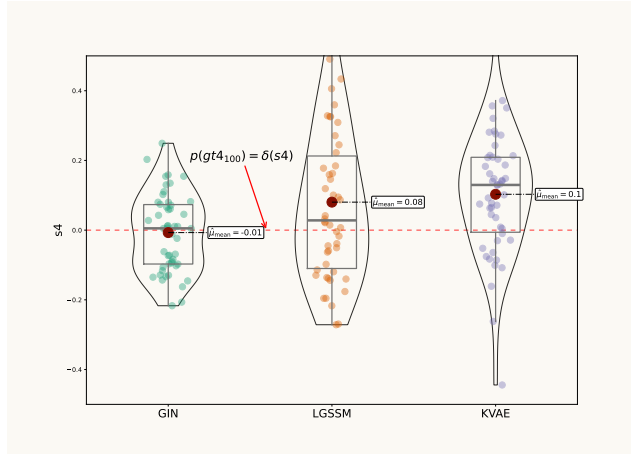 0.4
0.2
0.0
−0.2
−0.4
s4
p(gt4₁₀₀) = δ(s4)
μ̂mean = -0.01
μ̂mean = 0.08
μ̂mean = 0.1
GIN
LGSSM
KVAE